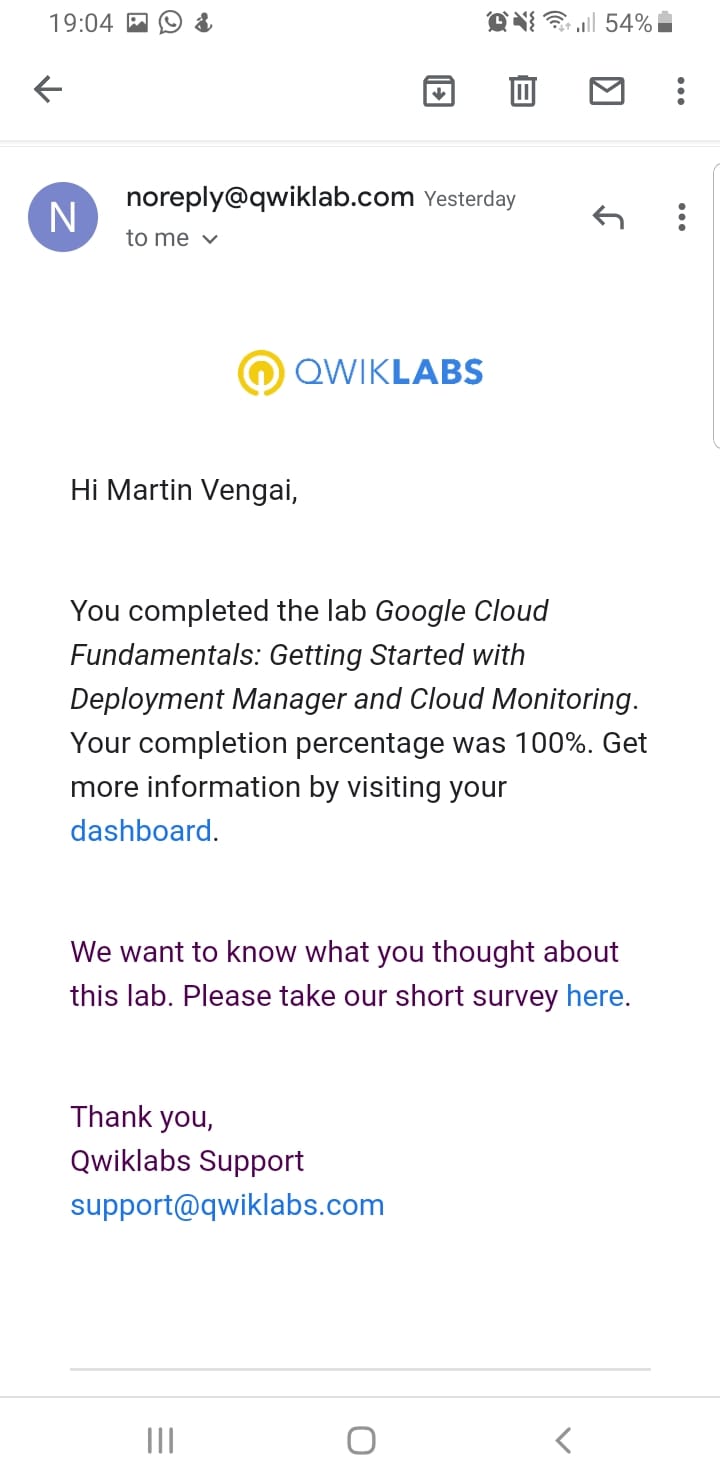 19:04
54%
N
noreply@qwiklab.com Yesterday
to me
QWIKLABS
Hi Martin Vengai,
You completed the lab Google Cloud
Fundamentals: Getting Started with
Deployment Manager and Cloud Monitoring.
Your completion percentage was 100%. Get
more information by visiting your
dashboard.
We want to know what you thought about
this lab. Please take our short survey here.
Thank you,
Qwiklabs Support
support@qwiklabs.com